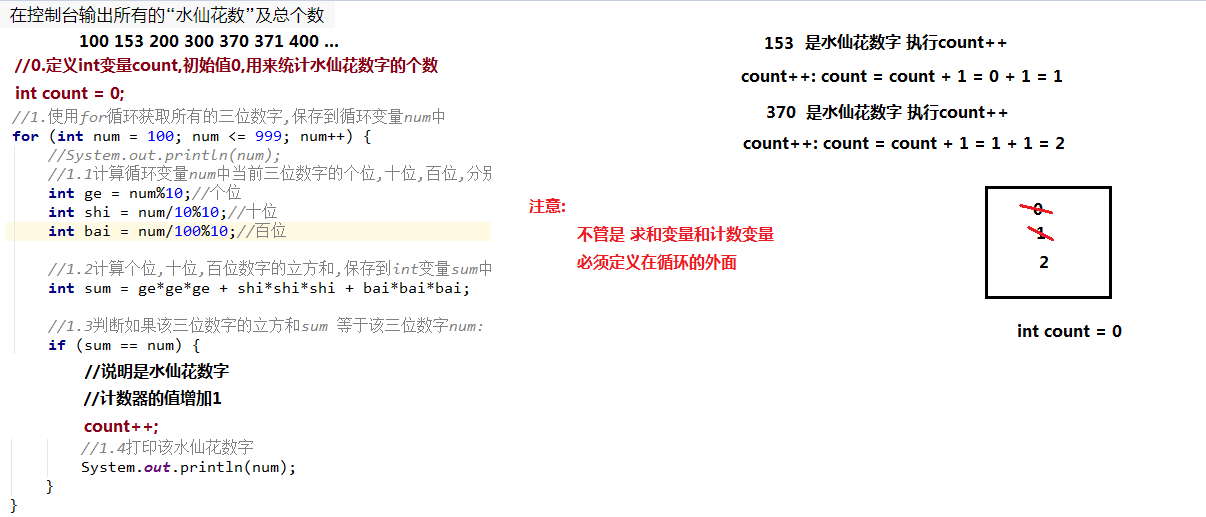 在控制台输出所有的“水仙花数”及总个数
100 153 200 300 370 371 400 ...
//0.定义int变量count,初始值0,用来统计水仙花数字的个数
int count = 0;
//1.使用for循环获取所有的三位数字,保存到循环变量num中
for (int num = 100; num <= 999; num++) {
//System.out.println(num);
//1.1计算循环变量num中当前三位数字的个位,十位,百位,分别
int ge = num%10;//个位
int shi = num/10%10;//十位
int bai = num/100%10;//百位
//1.2计算个位,十位,百位数字的立方和,保存到int变量sum中
int sum = ge*ge*ge + shi*shi*shi + bai*bai*bai;
//1.3判断如果该三位数字的立方和sum 等于该三位数字num:
if (sum == num) {
//说明是水仙花数字
//计数器的值增加1
count++;
//1.4打印该水仙花数字
System.out.println(num);
}
}
注意:
不管是 求和变量和计数变量
必须定义在循环的外面
153 是水仙花数字 执行count++
count++: count = count + 1 = 0 + 1 = 1
370 是水仙花数字 执行count++
count++: count = count + 1 = 1 + 1 = 2
0
1
2
int count = 0